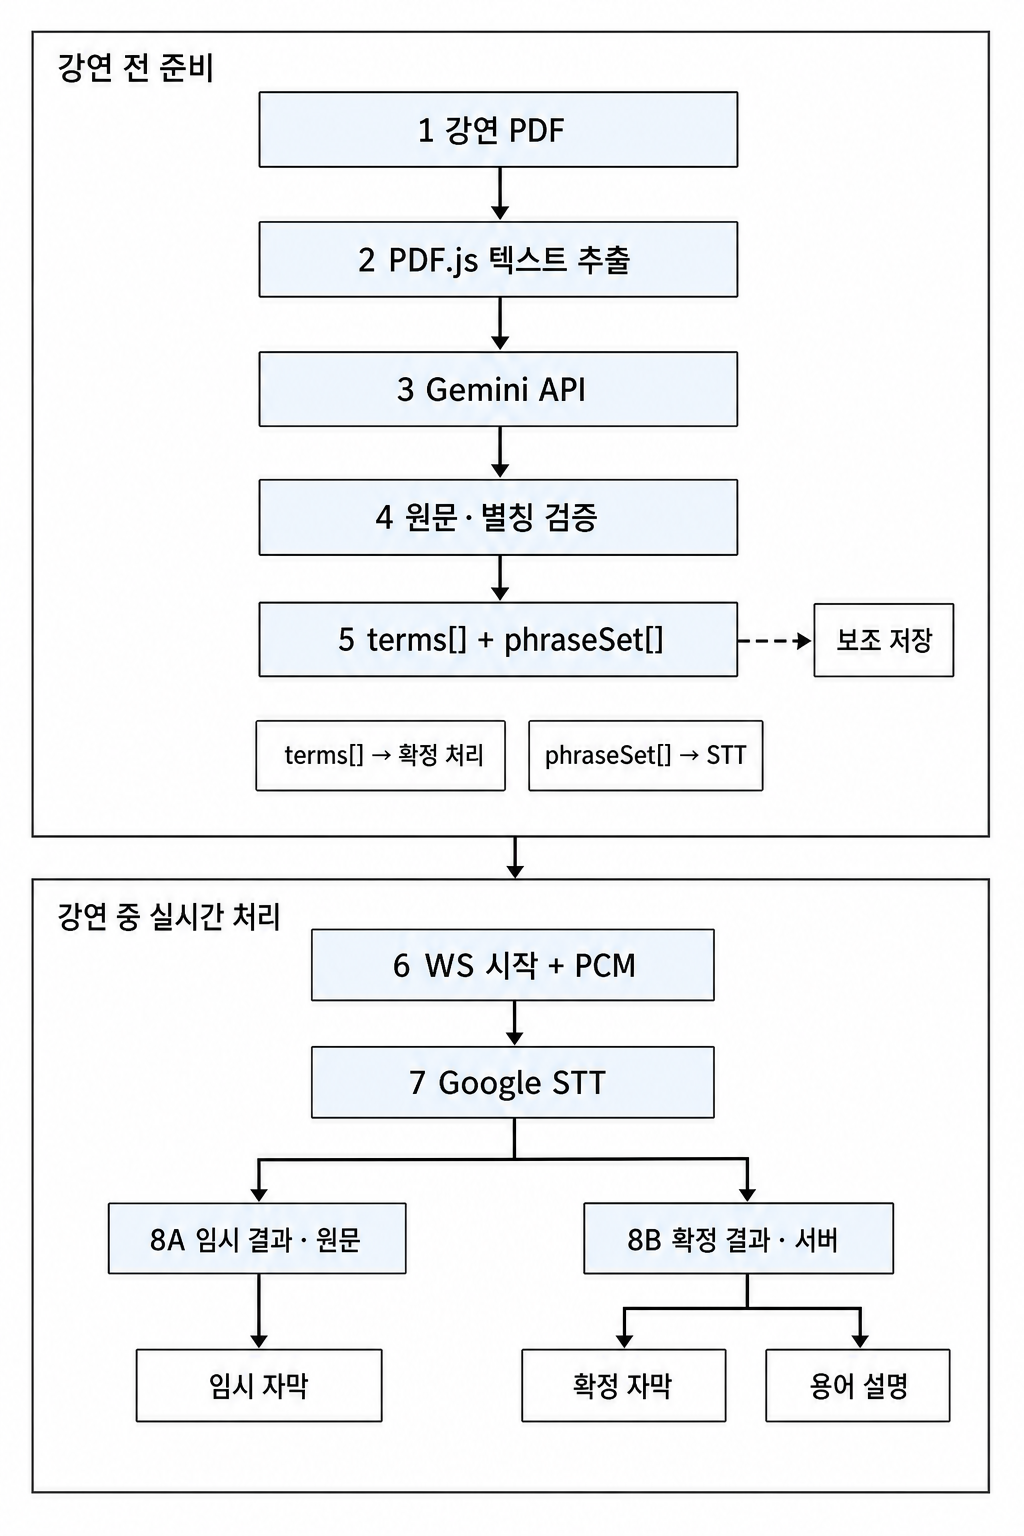 강연 전 준비
1 강연 PDF
2 PDF.js 텍스트 추출
3 Gemini API
4 원문 · 별칭 검증
5 terms[] + phraseSet[]
보조 저장
terms[] → 확정 처리
phraseSet[] → STT
강연 중 실시간 처리
6 WS 시작 + PCM
7 Google STT
8A 임시 결과 · 원문
8B 확정 결과 · 서버
임시 자막
확정 자막
용어 설명